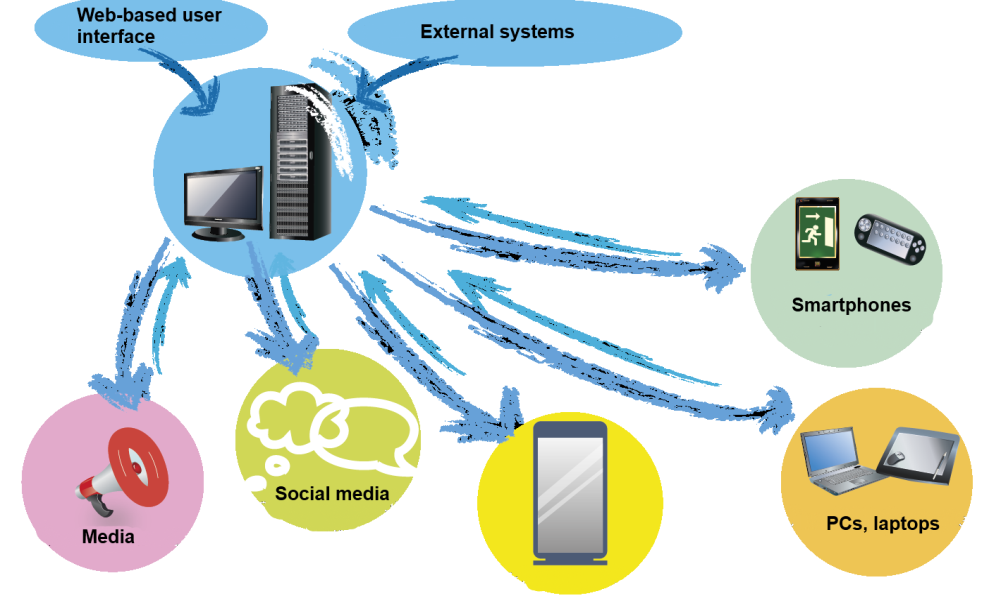 Web-based user
interface
External systems
Smartphones
Social media
PCs, laptops
Media